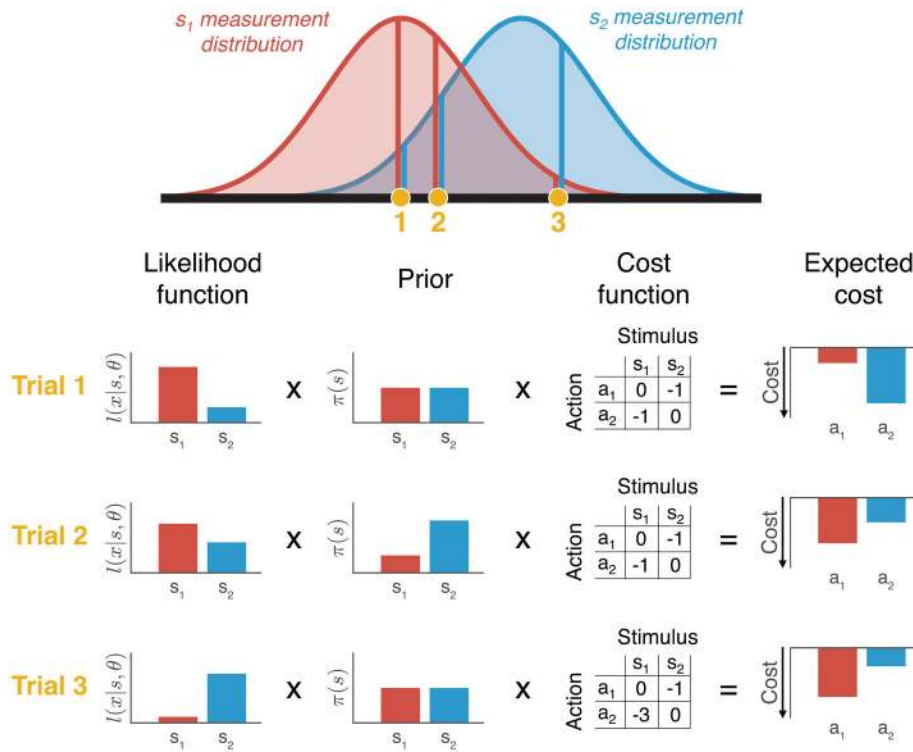 s₁ measurement
distribution
s₂ measurement
distribution
1 2 3
Likelihood
function
Prior
Cost
function
Expected
cost
Trial 1
l(x|s, θ)
s₁ s₂
x
π(s)
s₁ s₂
x
Stimulus
Action
s₁ s₂
a₁ 0 -1
a₂ -1 0
=
Cost
a₁ a₂
Trial 2
l(x|s, θ)
s₁ s₂
x
π(s)
s₁ s₂
x
Stimulus
Action
s₁ s₂
a₁ 0 -1
a₂ -1 0
=
Cost
a₁ a₂
Trial 3
l(x|s, θ)
s₁ s₂
x
π(s)
s₁ s₂
x
Stimulus
Action
s₁ s₂
a₁ 0 -1
a₂ -3 0
=
Cost
a₁ a₂